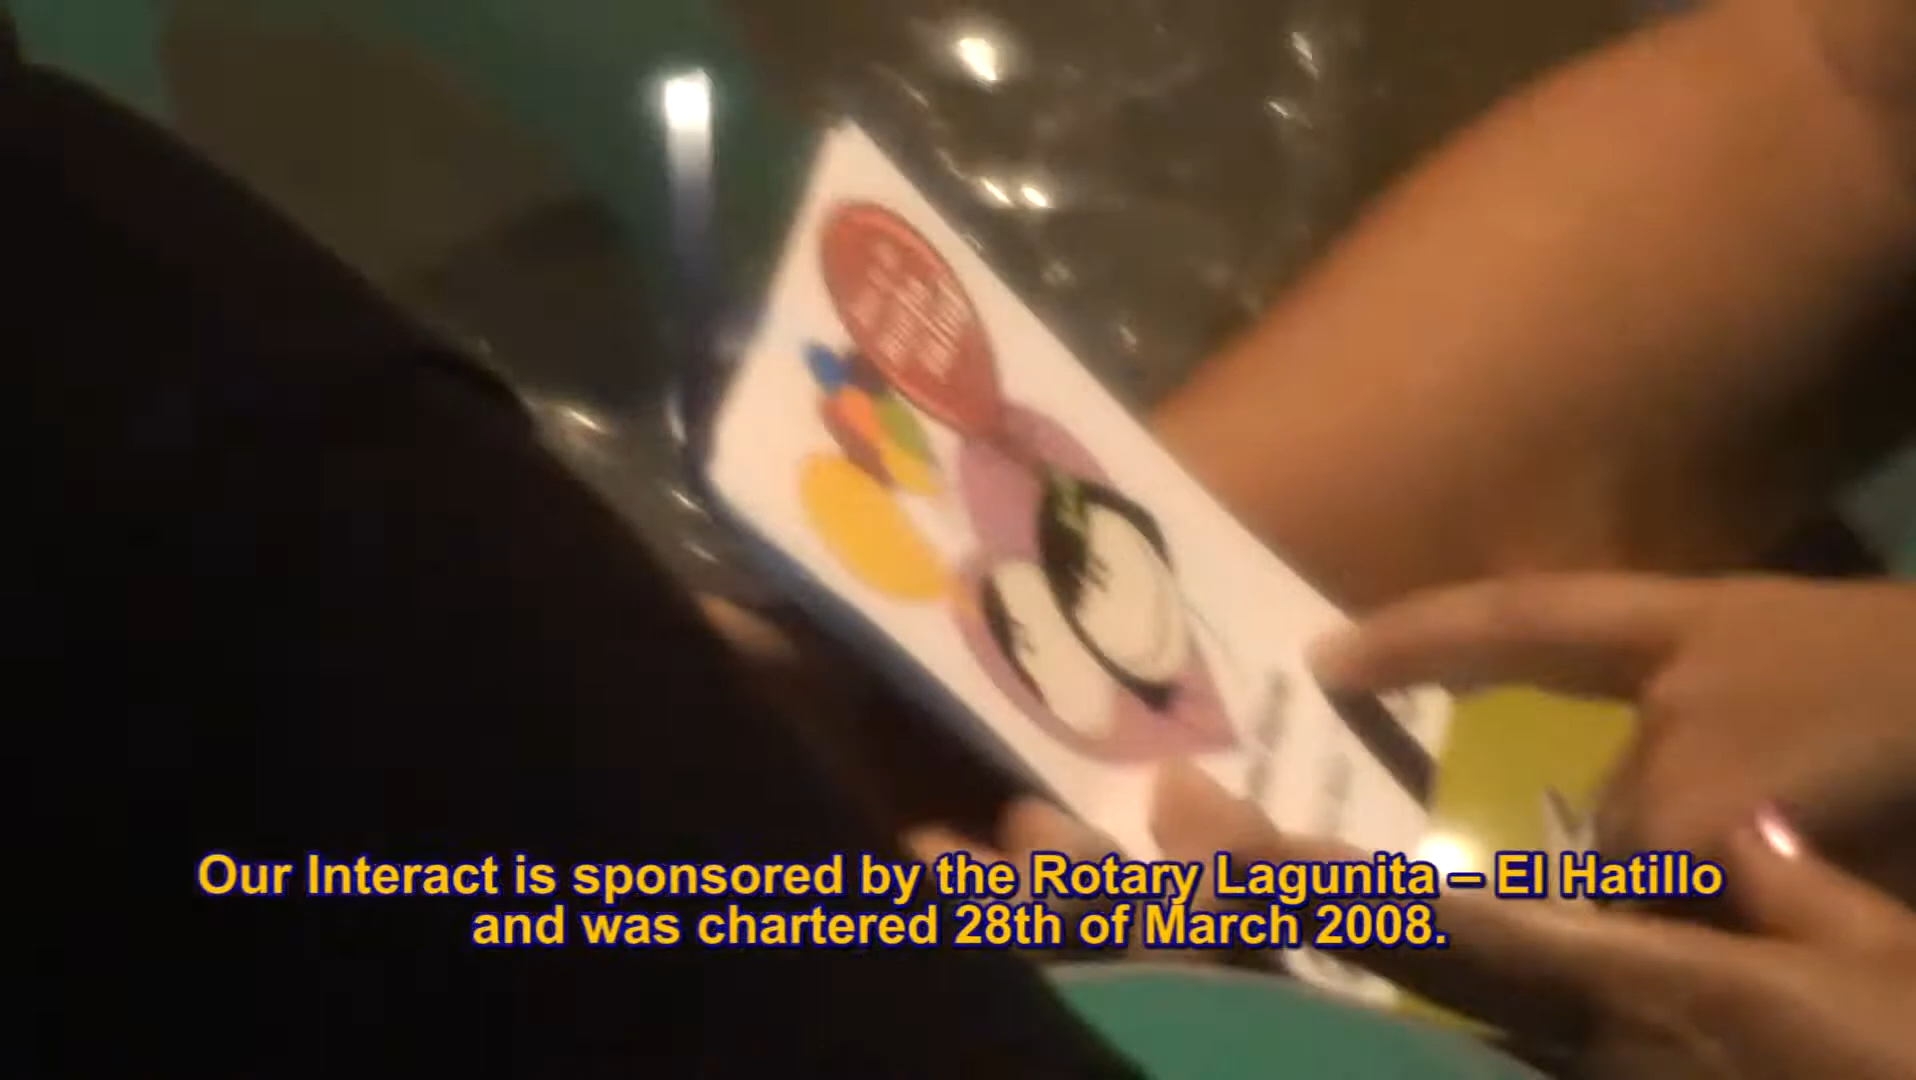 Our Interact is sponsored by the Rotary Lagunita – El Hatillo
and was chartered 28th of March 2008.